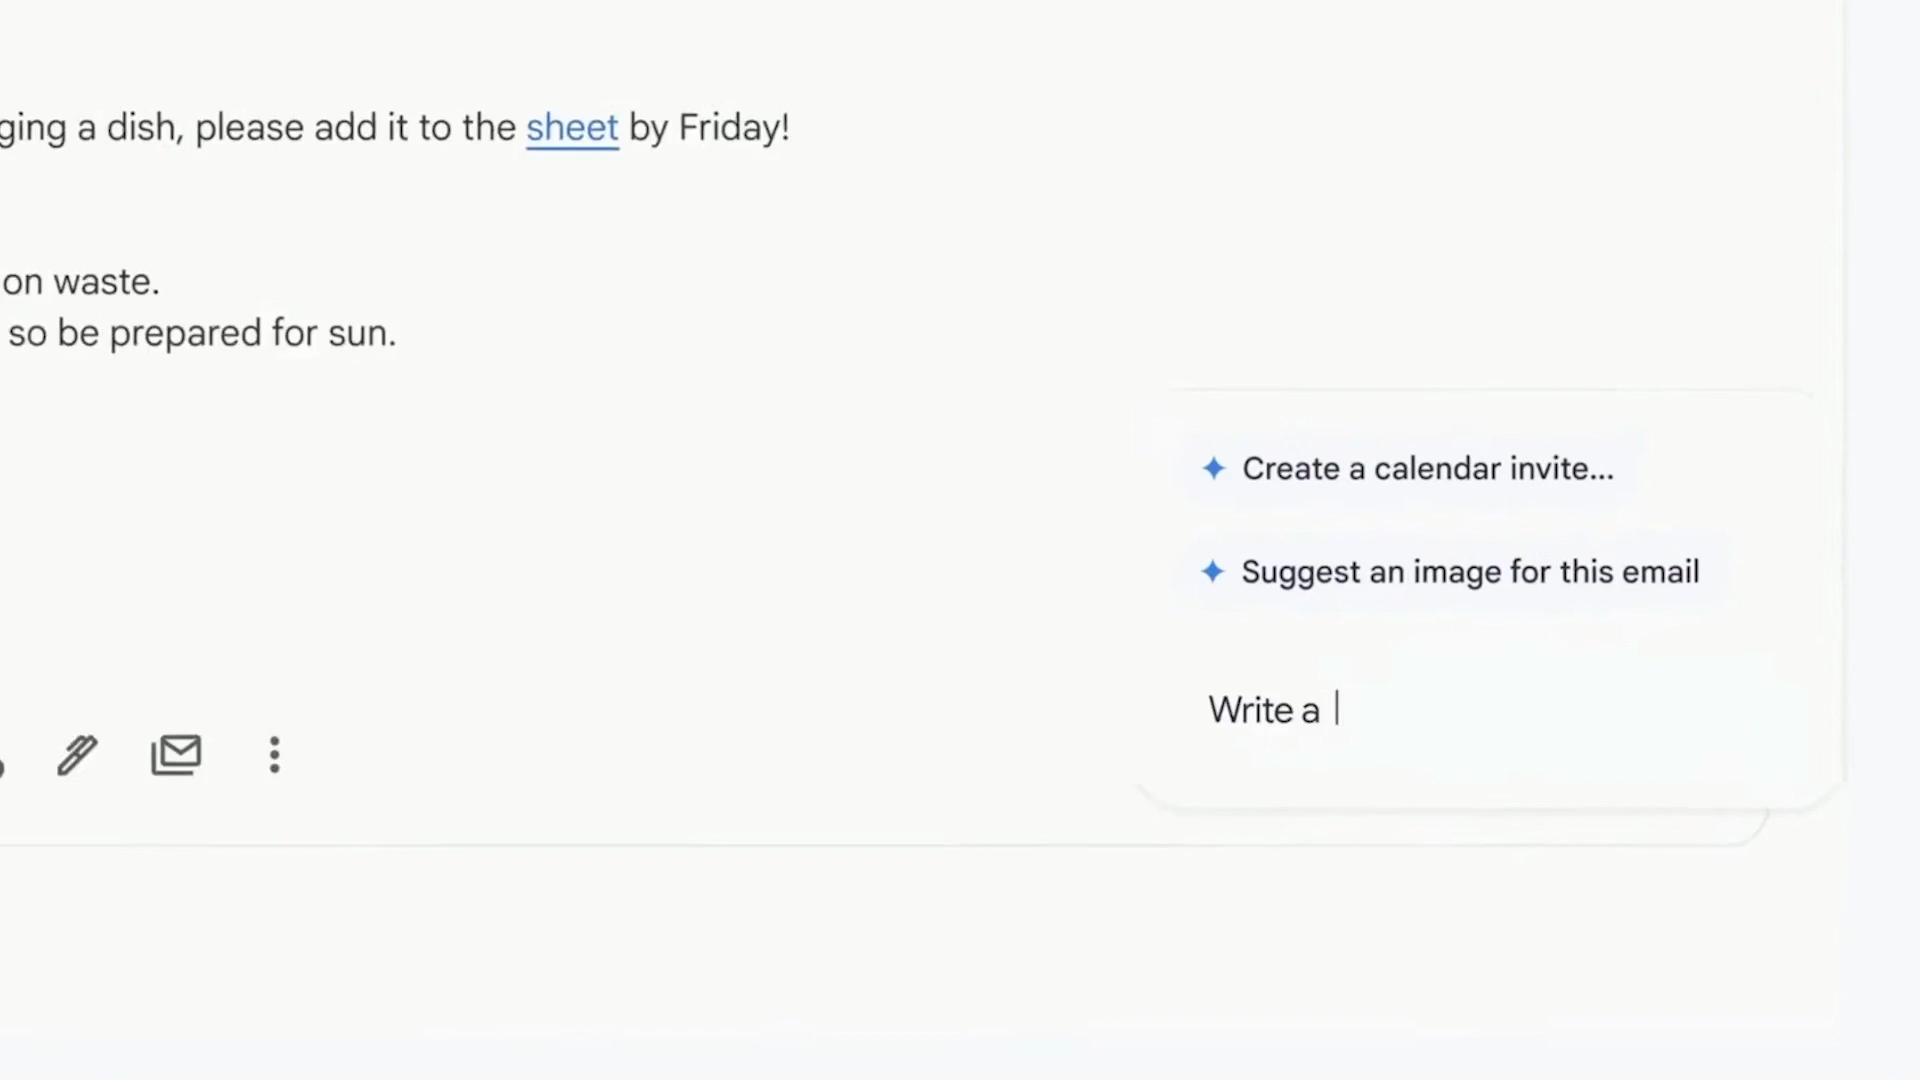 ging a dish, please add it to the sheet by Friday!
on waste.
so be prepared for sun.
Create a calendar invite...
Suggest an image for this email
Write a